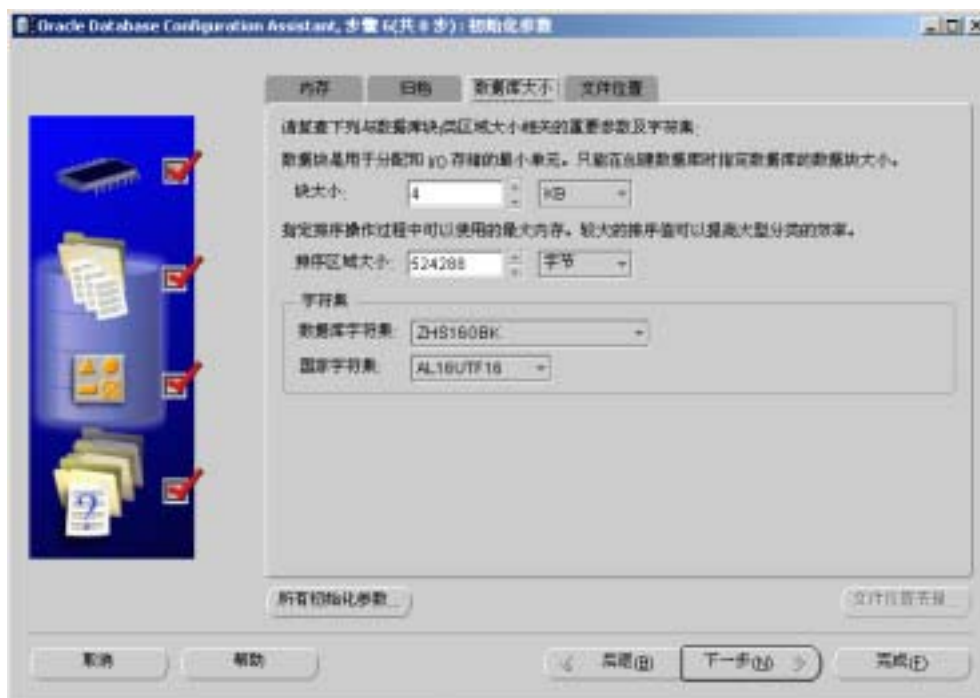 Oracle Database Configuration Assistant, 步骤 6(共 8 步) : 初始化参数
内存 归档 数据库大小 文件位置
请复查下列与数据库块/类区域大小相关的重要参数及字符集:
数据块是用于分配和 I/O 存储的最小单元。只能在创建数据库时指定数据库的数据块大小。
块大小: 4 KB
指定排序操作过程中可以使用的最大内存。较大的排序值可以提高大型分类的效率。
排序区域大小: 524288 字节
字符集
数据库字符集: ZHS16GBK
国家字符集: AL16UTF16
所有初始化参数... 文件位置变量...
取消 帮助 后退(B) 下一步(N) 完成(F)